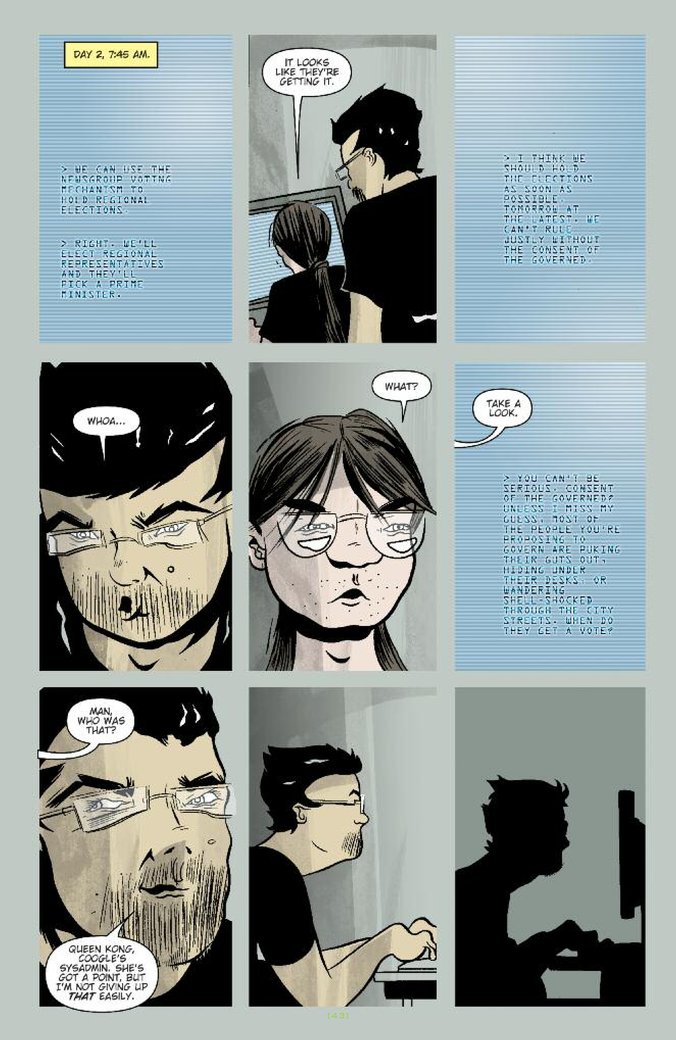 DAY 2, 7:45 AM.
> WE CAN USE THE
NEWSGROUP VOTING
MECHANISM TO
HOLD REGIONAL
ELECTIONS.
> RIGHT. WE'LL
ELECT REGIONAL
REPRESENTATIVES
AND THEY'LL
PICK A PRIME
MINISTER.
IT LOOKS
LIKE THEY'RE
GETTING IT.
> I THINK WE
SHOULD HOLD
THE ELECTIONS
AS SOON AS
POSSIBLE.
TOMORROW AT
THE LATEST. WE
CAN'T RULE
JUSTLY WITHOUT
THE CONSENT OF
THE GOVERNED.
WHOA...
WHAT?
TAKE A
LOOK.
> YOU CAN'T BE
SERIOUS. CONSENT
OF THE GOVERNED?
UNLESS I MISS MY
GUESS, MOST OF
THE PEOPLE YOU'RE
PROPOSING TO
GOVERN ARE PUKING
THEIR GUTS OUT,
HIDING UNDER
THEIR DESKS, OR
WANDERING
SHELL-SHOCKED
THROUGH THE CITY
STREETS. WHEN DO
THEY GET A VOTE?
MAN,
WHO WAS
THAT?
QUEEN KONG,
COOGLE'S
SYSADMIN. SHE'S
GOT A POINT, BUT
I'M NOT GIVING UP
THAT EASILY.
[43]